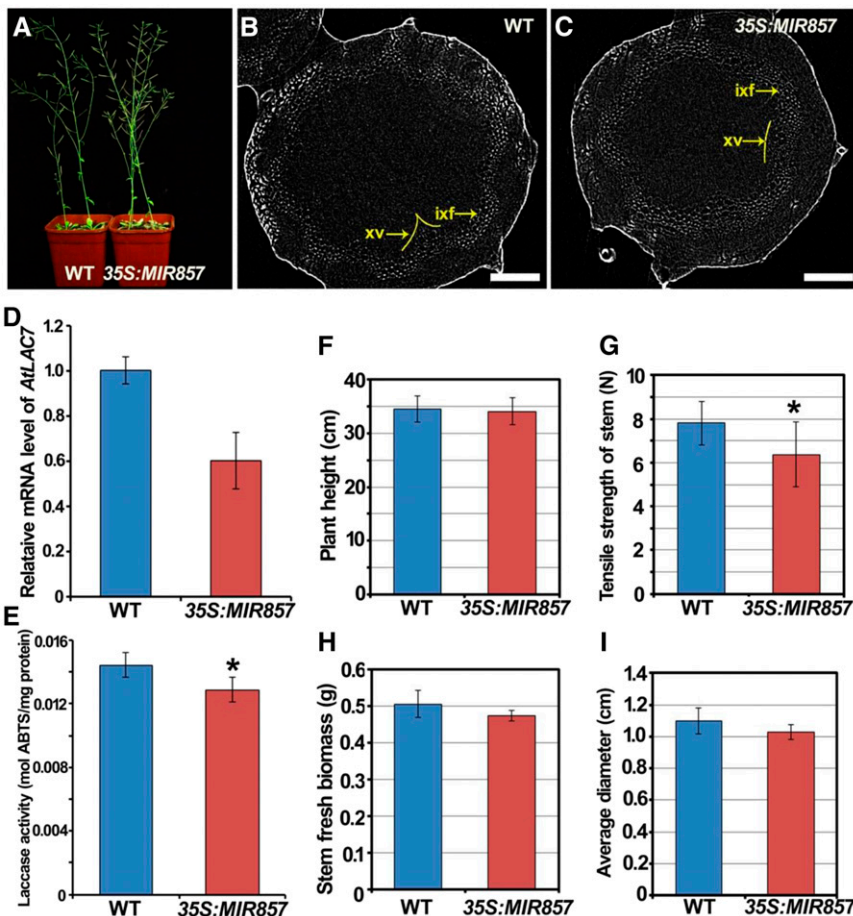 A
WT 35S:MIR857
B
WT
ixf
xv
C
35S:MIR857
ixf
xv
D
Relataive mRNA level of AtLAC7
1.2
1.0
0.8
0.6
0.4
0.2
0
WT 35S:MIR857
E
Laccase activity (mol ABTS/mg protein)
0.016
0.012
0.008
0.004
0
*
WT 35S:MIR857
F
Plant height (cm)
40
35
30
25
20
15
10
5
0
WT 35S:MIR857
G
Tensile strength of stem (N)
10
8
6
4
2
0
*
WT 35S:MIR857
H
Stem fresh biomass (g)
0.6
0.5
0.4
0.3
0.2
0.1
0
WT 35S:MIR857
I
Average diameter (cm)
1.4
1.2
1.0
0.8
0.6
0.4
0.2
0
WT 35S:MIR857